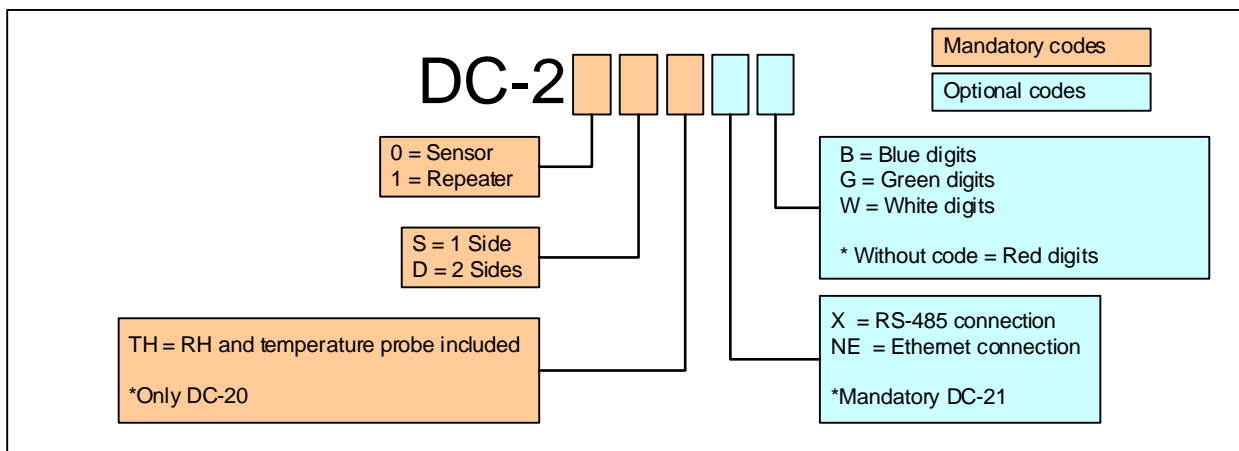 DC-2
Mandatory codes
Optional codes
0 = Sensor
1 = Repeater
S = 1 Side
D = 2 Sides
TH = RH and temperature probe included
*Only DC-20
B = Blue digits
G = Green digits
W = White digits
* Without code = Red digits
X = RS-485 connection
NE = Ethernet connection
*Mandatory DC-21